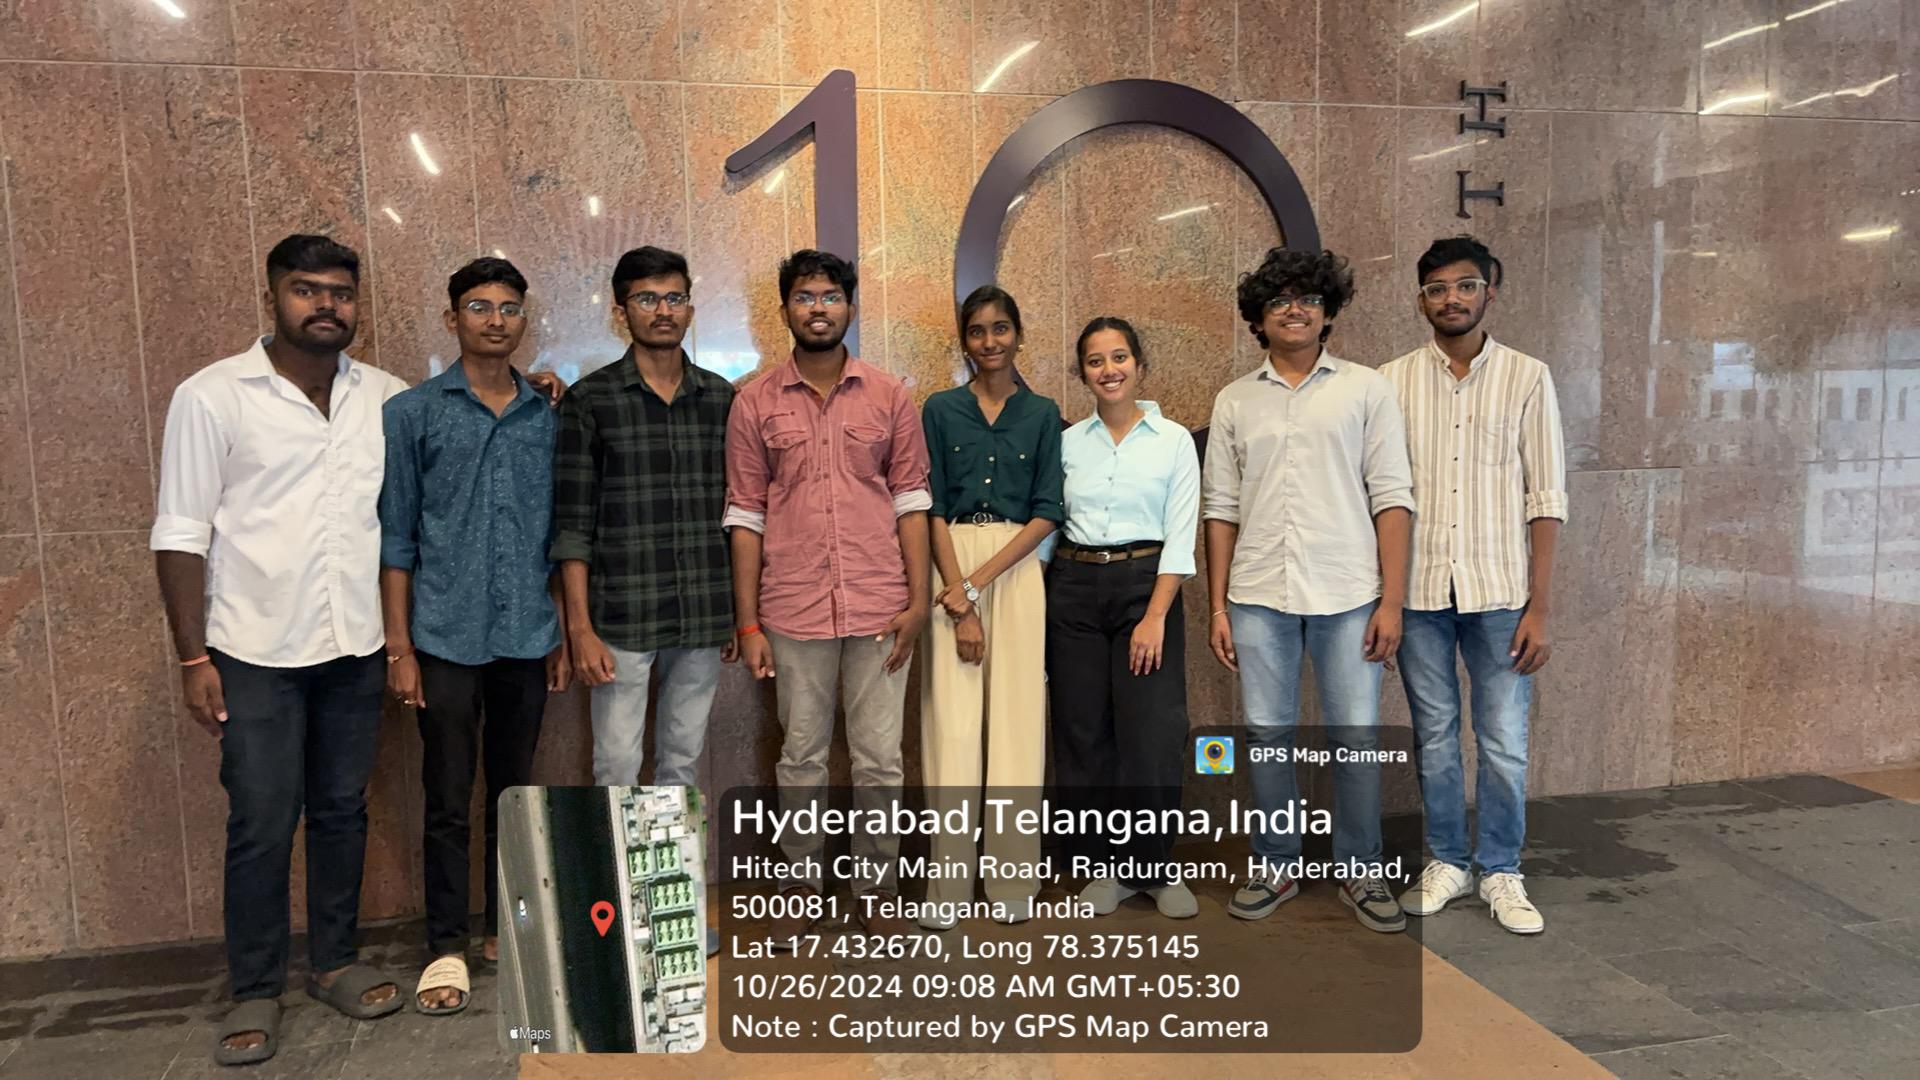 10
TH
GPS Map Camera
Hyderabad,Telangana,India
Hitech City Main Road, Raidurgam, Hyderabad,
500081, Telangana, India
Lat 17.432670, Long 78.375145
10/26/2024 09:08 AM GMT+05:30
Note : Captured by GPS Map Camera
Maps